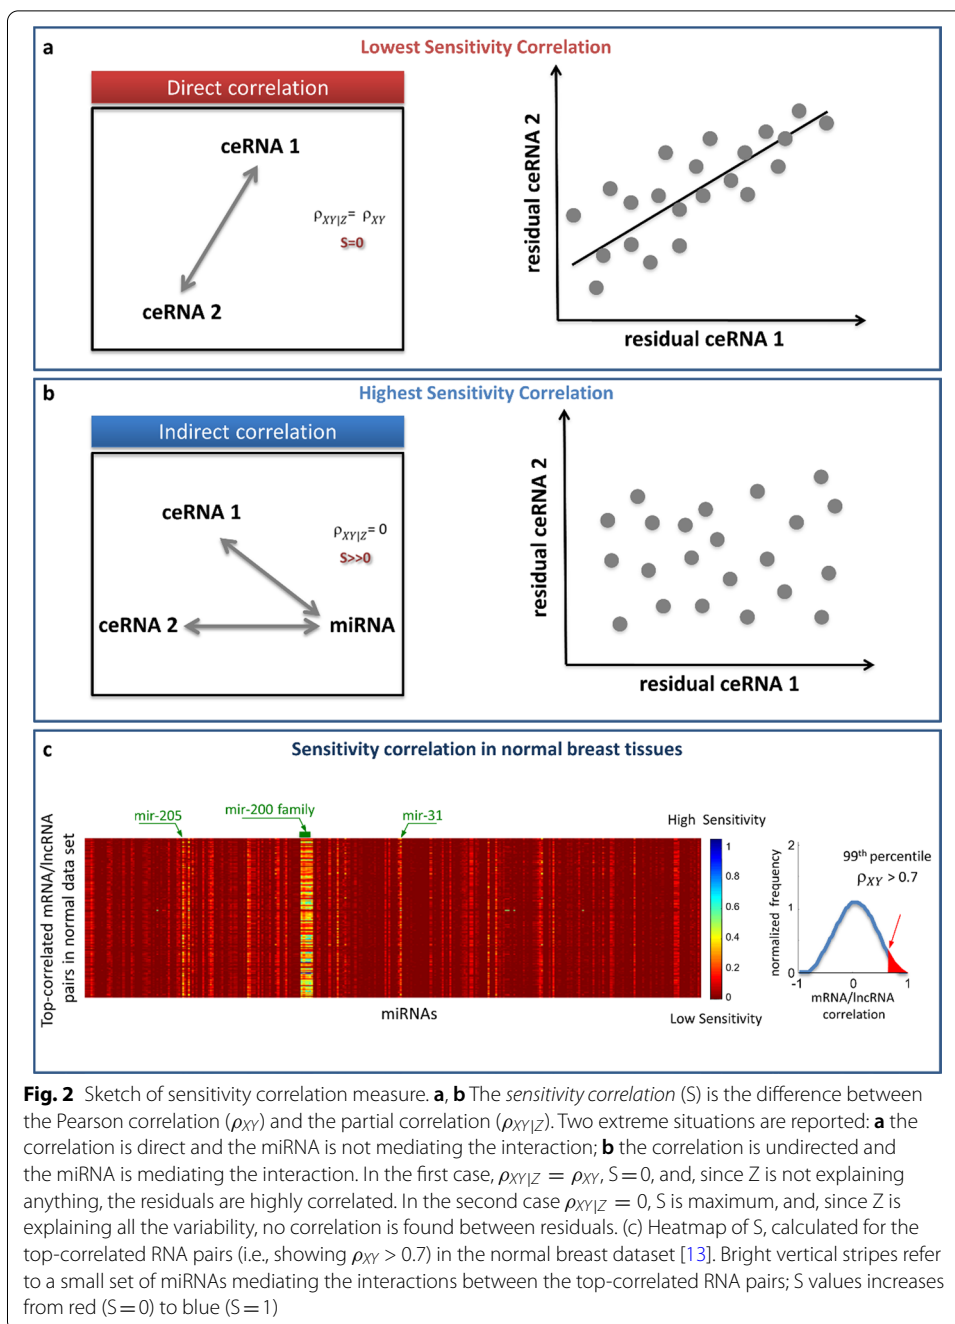 a
Lowest Sensitivity Correlation
Direct correlation
ceRNA 1
ρXY|Z = ρXY
S=0
ceRNA 2
residual ceRNA 2
residual ceRNA 1
b
Highest Sensitivity Correlation
Indirect correlation
ceRNA 1
ρXY|Z = 0
S>>0
ceRNA 2
miRNA
residual ceRNA 2
residual ceRNA 1
c
Sensitivity correlation in normal breast tissues
Top-correlated mRNA/lncRNA
pairs in normal data set
mir-205
mir-200 family
mir-31
miRNAs
High Sensitivity
1
0.8
0.6
0.4
0.2
0
Low Sensitivity
normalized frequency
2
1
0
99th percentile
ρXY > 0.7
-1
0
1
mRNA/lncRNA
correlation
Fig. 2 Sketch of sensitivity correlation measure. a, b The sensitivity correlation (S) is the difference between
the Pearson correlation (ρXY) and the partial correlation (ρXY|Z). Two extreme situations are reported: a the
correlation is direct and the miRNA is not mediating the interaction; b the correlation is undirected and
the miRNA is mediating the interaction. In the first case, ρXY|Z = ρXY, S = 0, and, since Z is not explaining
anything, the residuals are highly correlated. In the second case ρXY|Z = 0, S is maximum, and, since Z is
explaining all the variability, no correlation is found between residuals. (c) Heatmap of S, calculated for the
top-correlated RNA pairs (i.e., showing ρXY > 0.7) in the normal breast dataset [13]. Bright vertical stripes refer
to a small set of miRNAs mediating the interactions between the top-correlated RNA pairs; S values increases
from red (S = 0) to blue (S = 1)